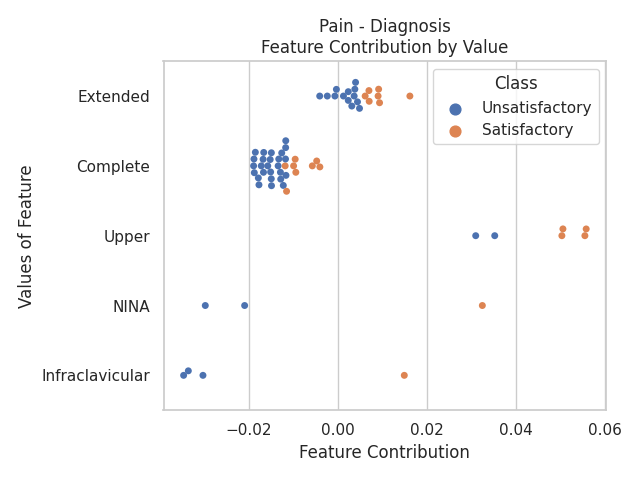 Pain - Diagnosis
Feature Contribution by Value
Class
Unsatisfactory
Satisfactory
Values of Feature
Extended
Complete
Upper
NINA
Infraclavicular
−0.02
0.00
0.02
0.04
0.06
Feature Contribution